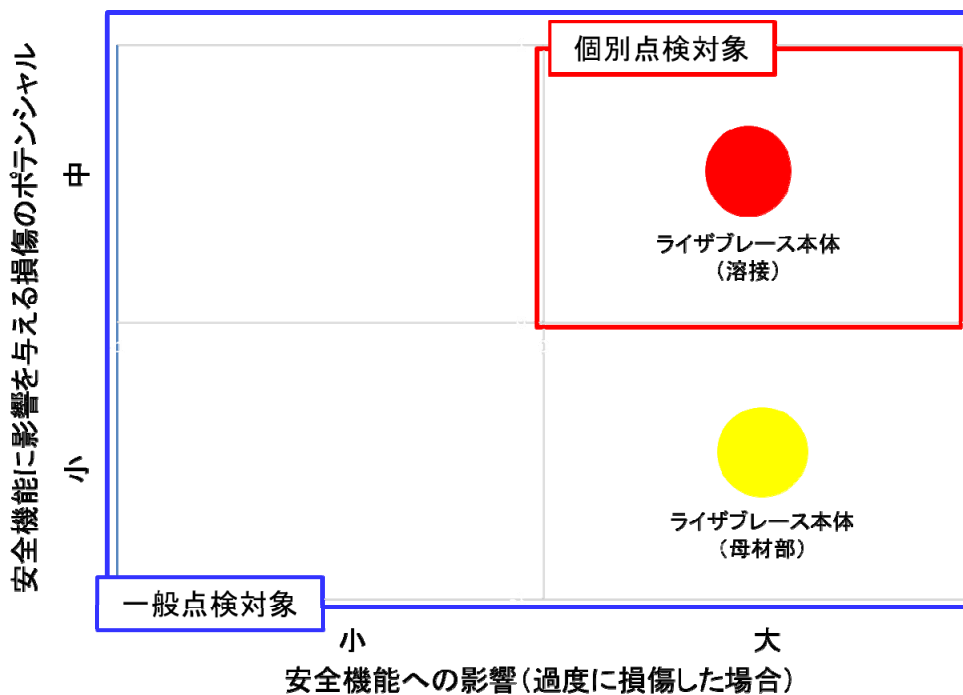 個別点検対象
安全機能に影響を与える損傷のポテンシャル
中
ライザブレース本体
（溶接）
小
ライザブレース本体
（母材部）
一般点検対象
小
大
安全機能への影響（過度に損傷した場合）